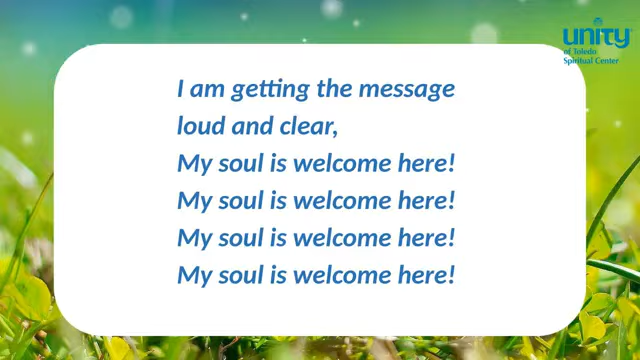 unity
of Toledo
Spiritual Center
I am getting the message
loud and clear,
My soul is welcome here!
My soul is welcome here!
My soul is welcome here!
My soul is welcome here!